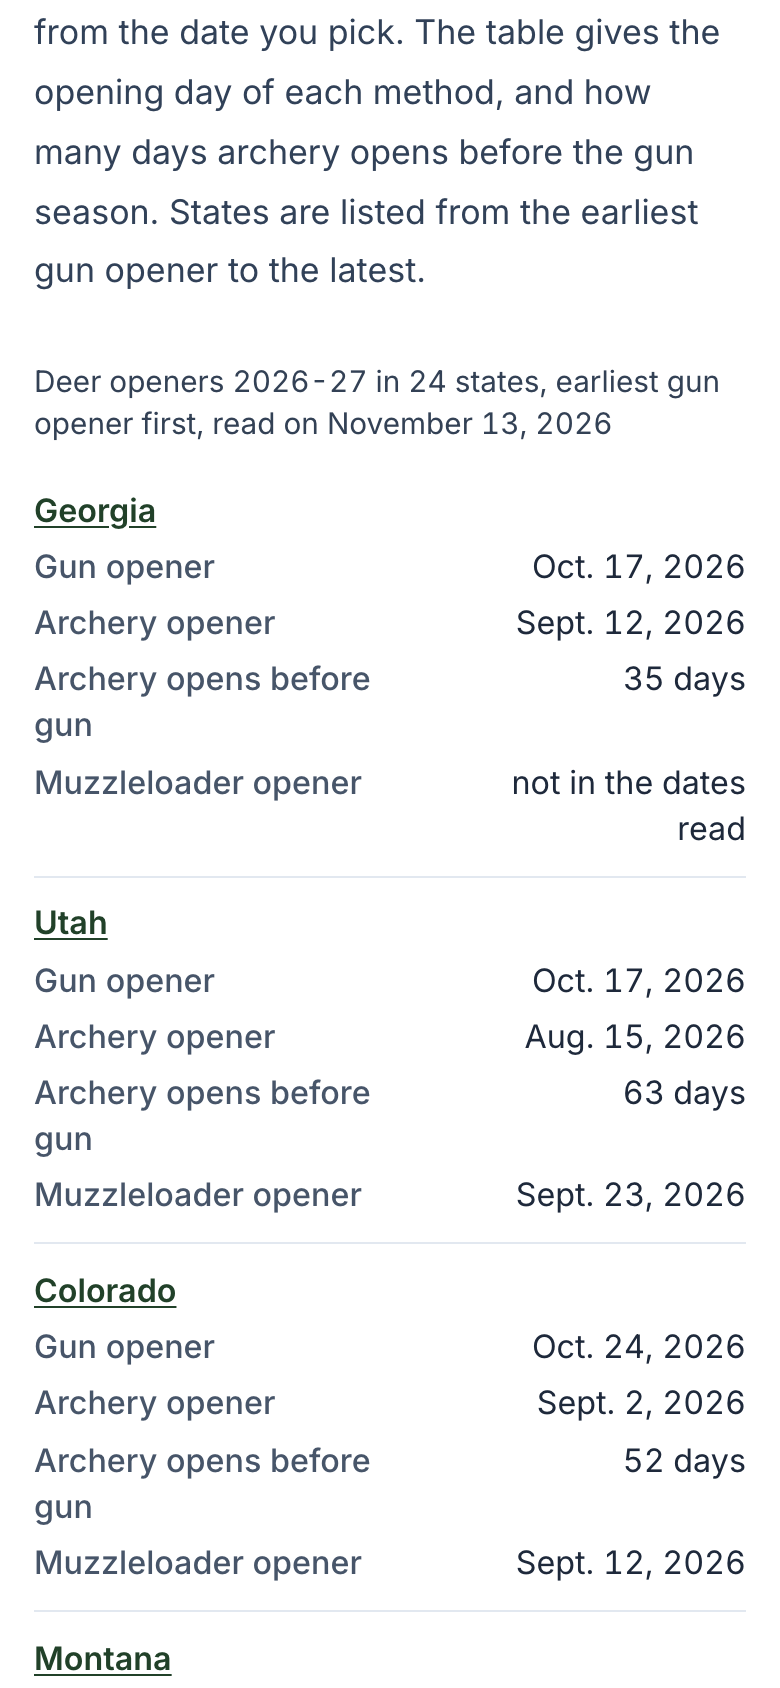 from the date you pick. The table gives the
opening day of each method, and how
many days archery opens before the gun
season. States are listed from the earliest
gun opener to the latest.
Deer openers 2026-27 in 24 states, earliest gun
opener first, read on November 13, 2026
Georgia
Gun opener Oct. 17, 2026
Archery opener Sept. 12, 2026
Archery opens before 35 days
gun
Muzzleloader opener not in the dates
read
Utah
Gun opener Oct. 17, 2026
Archery opener Aug. 15, 2026
Archery opens before 63 days
gun
Muzzleloader opener Sept. 23, 2026
Colorado
Gun opener Oct. 24, 2026
Archery opener Sept. 2, 2026
Archery opens before 52 days
gun
Muzzleloader opener Sept. 12, 2026
Montana